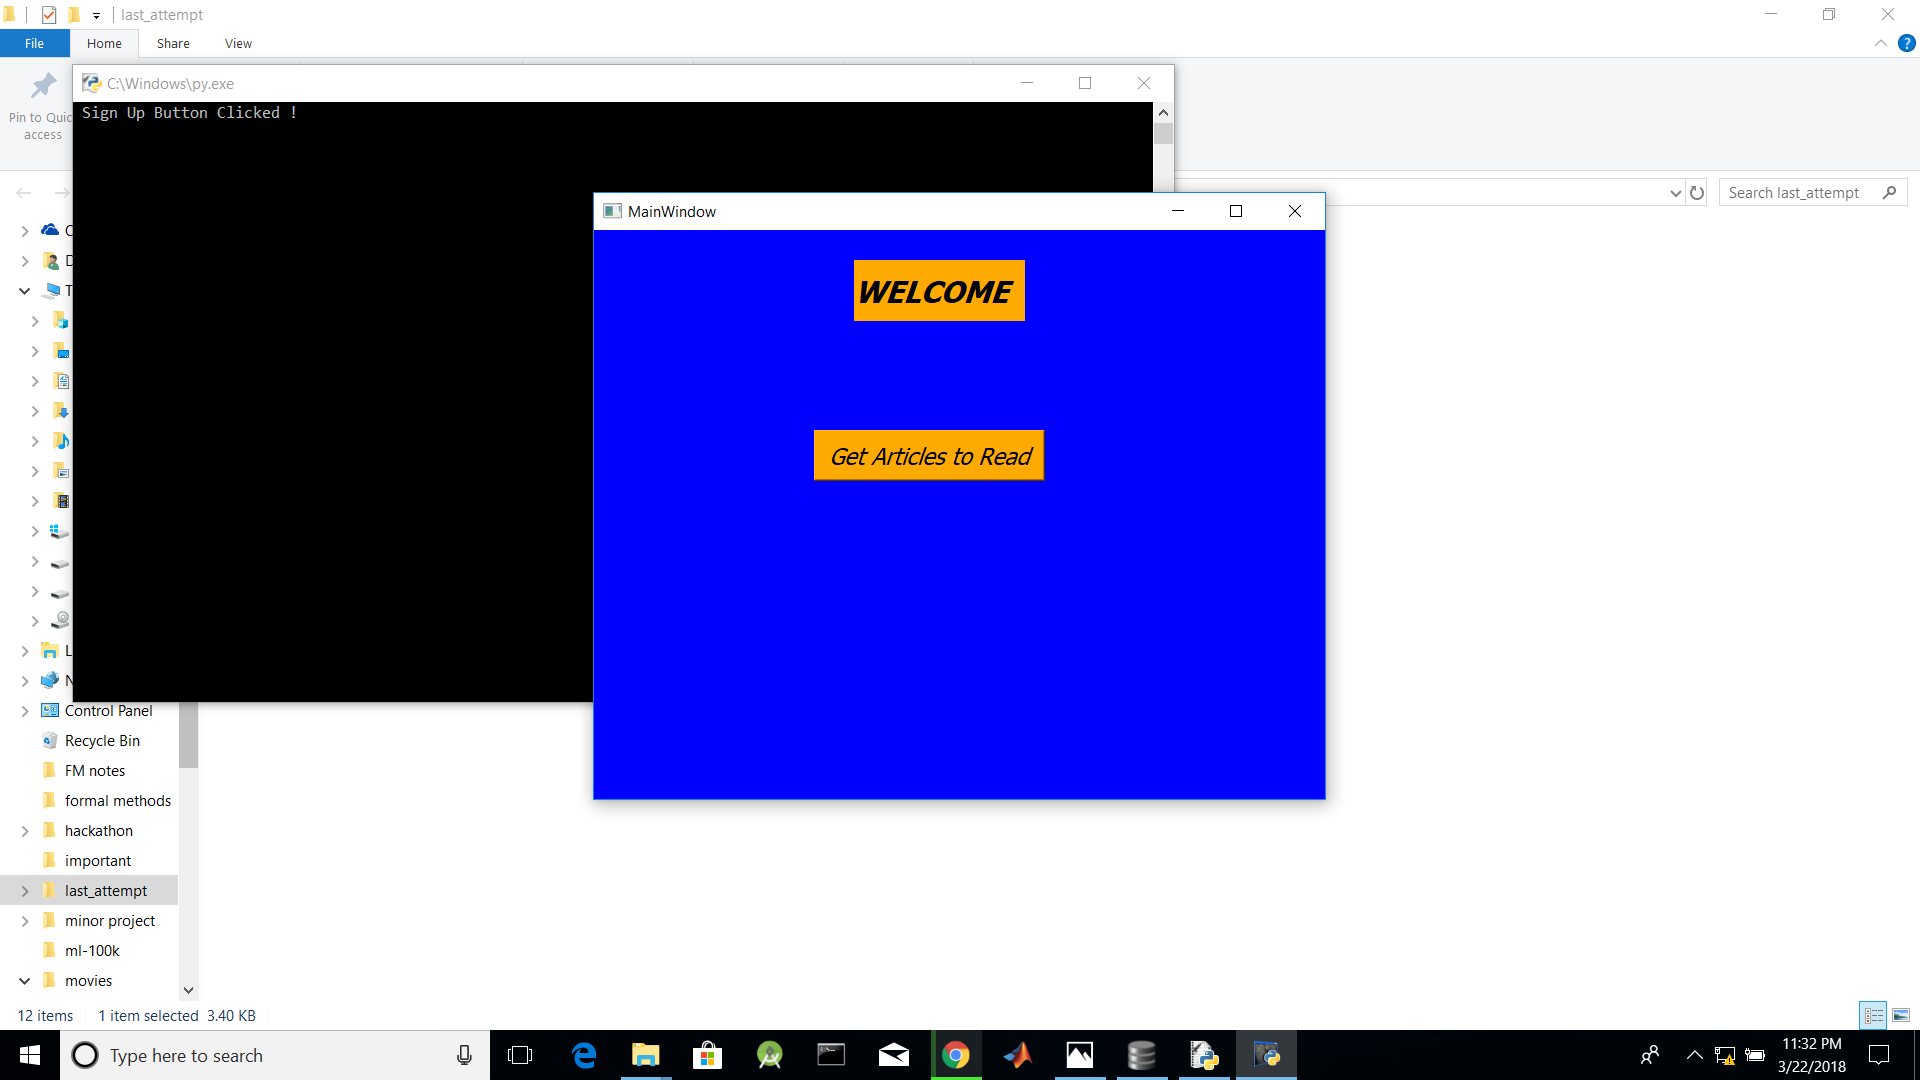 last_attempt
File Home Share View
C:\Windows\py.exe
Sign Up Button Clicked !
Pin to Quic
access
Search last_attempt
MainWindow
WELCOME
Get Articles to Read
Control Panel
Recycle Bin
FM notes
formal methods
hackathon
important
last_attempt
minor project
ml-100k
movies
12 items 1 item selected 3.40 KB
Type here to search
11:32 PM
3/22/2018